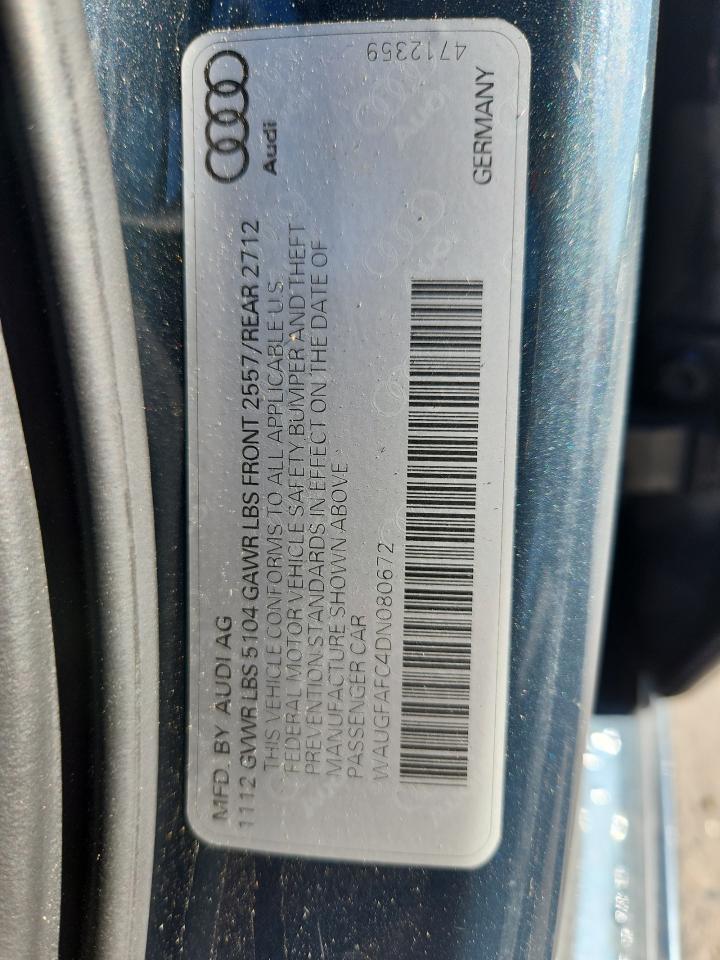 Audi
4712359
MFD. BY AUDI AG
1112 GVWR LBS 5104 GAWR LBS FRONT 2557/REAR 2712
THIS VEHICLE CONFORMS TO ALL APPLICABLE U.S.
FEDERAL MOTOR VEHICLE SAFETY, BUMPER AND THEFT
PREVENTION STANDARDS IN EFFECT ON THE DATE OF
MANUFACTURE SHOWN ABOVE
PASSENGER CAR
WAUGFAFC4DN080672
GERMANY